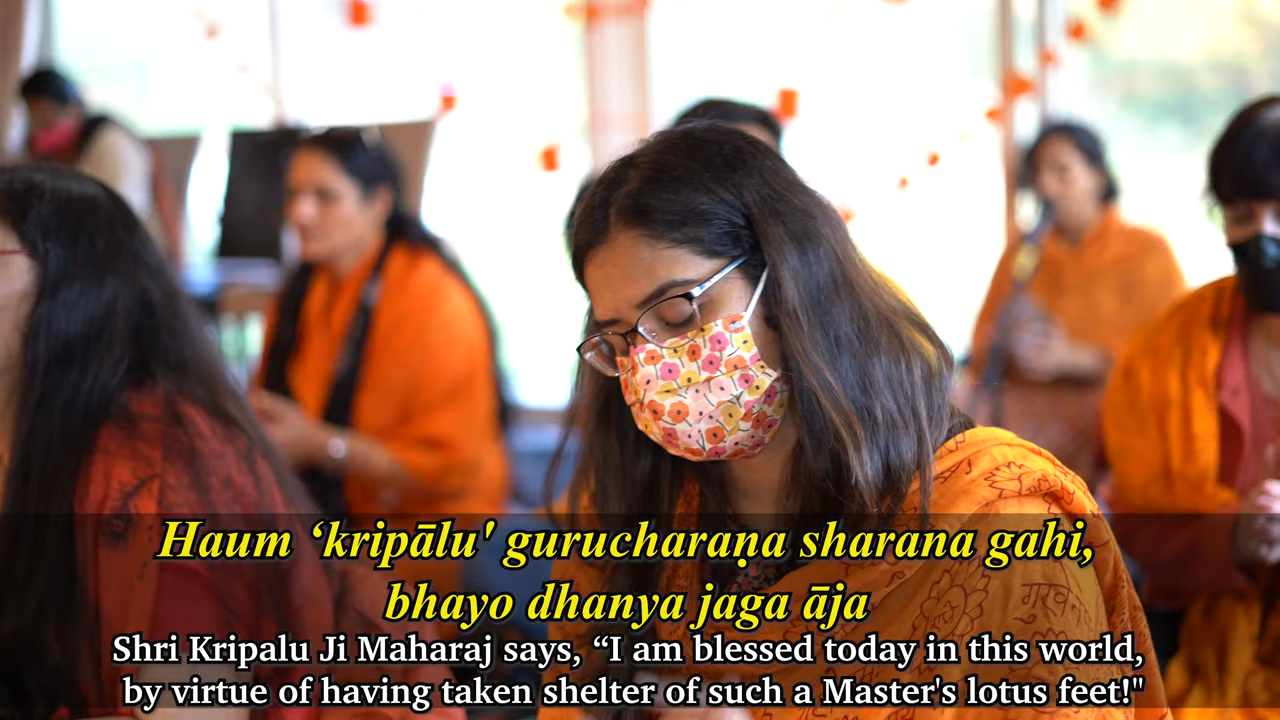 Haum ‘kripālu' gurucharaṇa sharana gahi,
bhayo dhanya jaga āja
Shri Kripalu Ji Maharaj says, “I am blessed today in this world,
by virtue of having taken shelter of such a Master's lotus feet!"